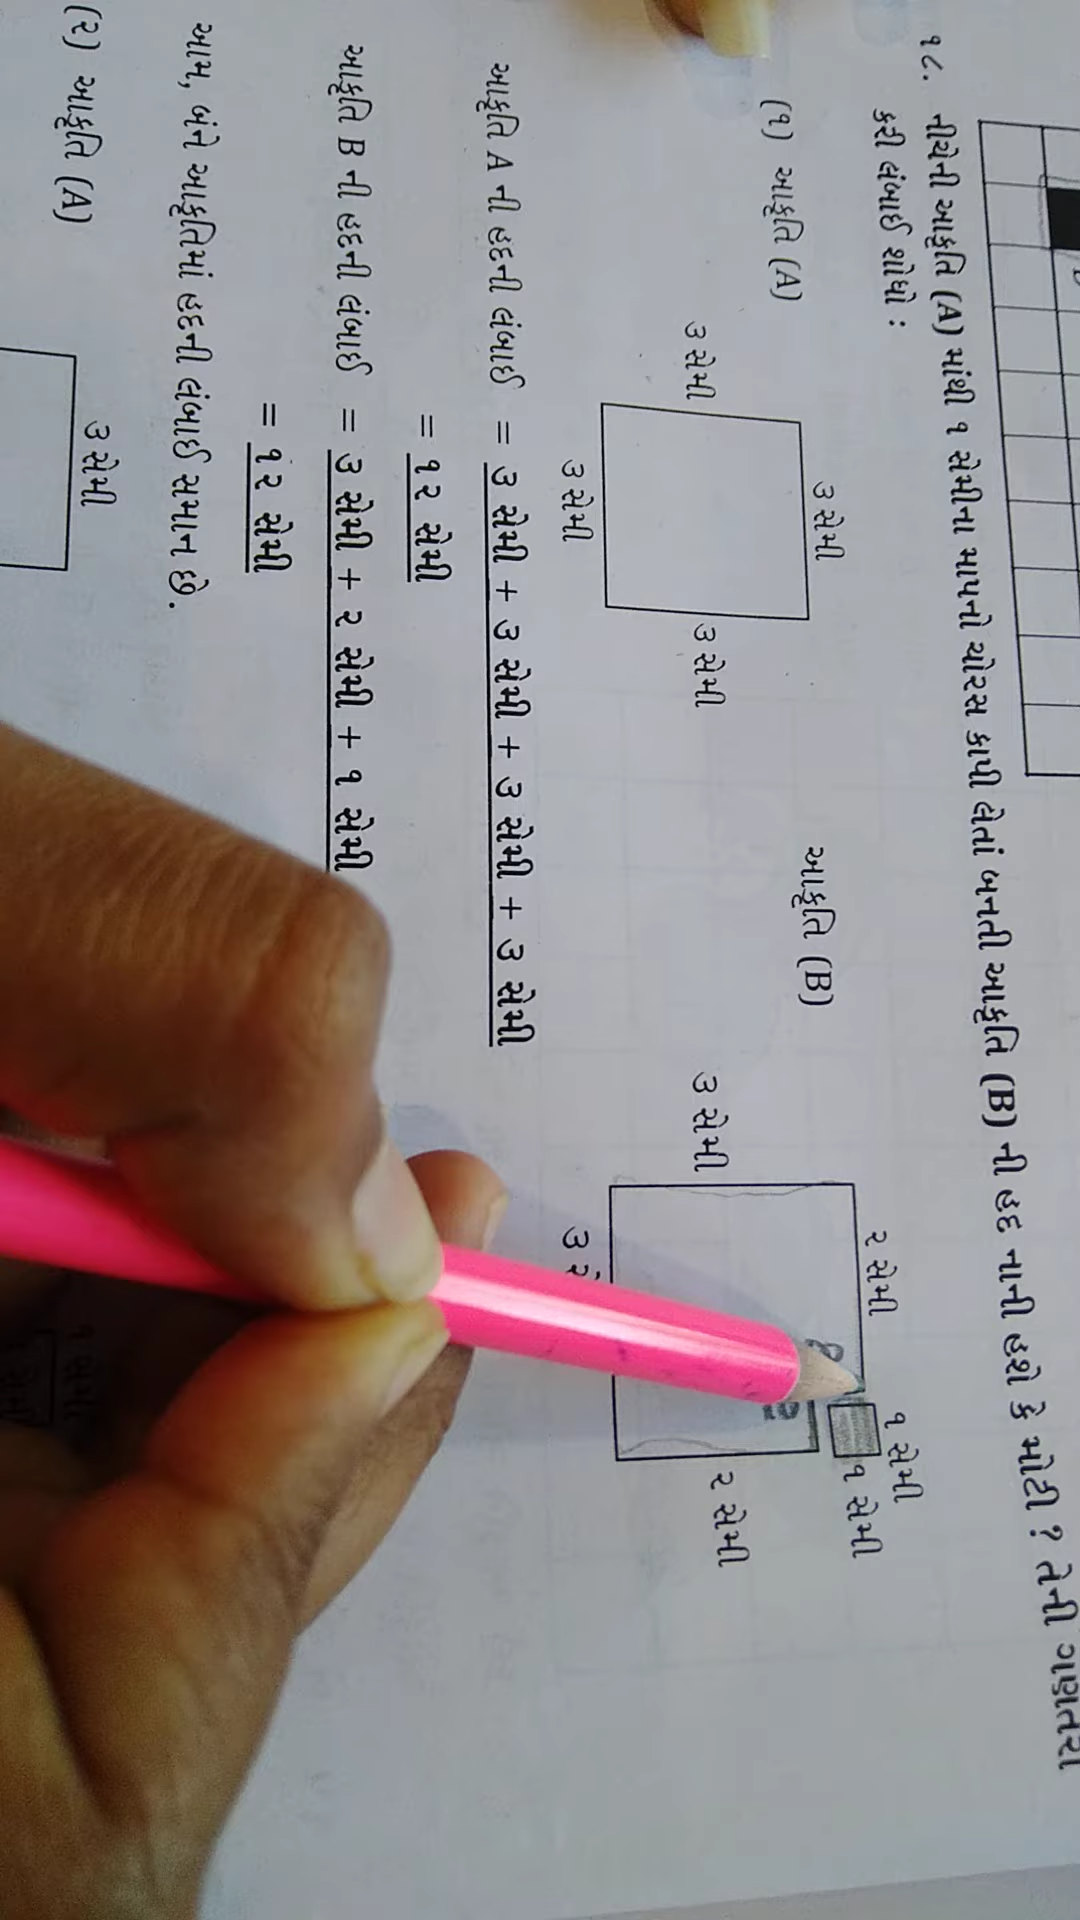 ૧૮. નીચેની આકૃતિ (A) માંથી ૧ સેમીના માપનો ચોરસ કાપી લેતાં બનતી આકૃતિ (B) ની હદ નાની હશે કે મોટી ? તેની ગણતરી
કરી લંબાઈ શોધો :
(૧) આકૃતિ (A)
૩ સેમી
૩ સેમી
૩ સેમી
૩ સેમી
આકૃતિ (B)
૨ સેમી
૧ સેમી
૧ સેમી
૩ સેમી
૨ સેમી
૩
આકૃતિ A ની હદની લંબાઈ = ૩ સેમી + ૩ સેમી + ૩ સેમી + ૩ સેમી
= ૧૨ સેમી
આકૃતિ B ની હદની લંબાઈ = ૩ સેમી + ૨ સેમી + ૧ સેમી
= ૧૨ સેમી
આમ, બંને આકૃતિમાં હદની લંબાઈ સમાન છે.
(૨) આકૃતિ (A)
૩ સેમી